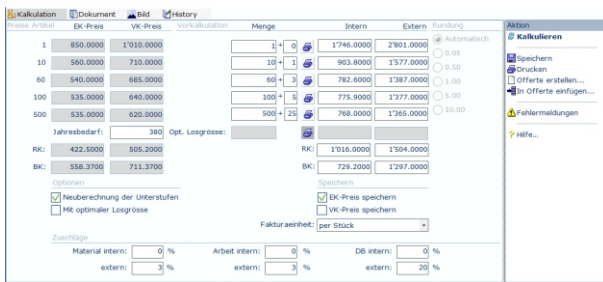 Kalkulation Dokument Bild History
Presse Artikel EK-Preis VK-Preis Vorkalkulation Menge Intern Extern Rundung
1 850.0000 1'010.0000 1 + 0 1'746.0000 2'801.0000 Automatisch
10 560.0000 710.0000 10 + 1 903.8000 1'577.0000 0.05
0.50
60 540.0000 685.0000 60 + 3 782.6000 1'387.0000 1.00
100 535.0000 640.0000 100 + 5 775.9000 1'377.0000 5.00
500 535.0000 620.0000 500 + 25 768.0000 1'365.0000 10.00
Jahresbedarf: 380 Opt. Losgrösse:
RK: 422.5000 505.2000 RK: 1'016.0000 1'504.0000
BK: 558.3700 711.3700 BK: 729.2000 1'297.0000
Optionen Speichern
Neuberechnung der Unterstufen EK-Preis speichern
Mit optimaler Losgrösse VK-Preis speichern
Fakturaeinheit: per Stück
Zuschläge
Material intern: 0 % Arbeit intern: 0 % DB intern: 0 %
extern: 3 % extern: 3 % extern: 20 %
Aktion
Kalkulieren
Speichern
Drucken
Offerte erstellen...
In Offerte einfügen...
Fehlermeldungen
Hilfe...